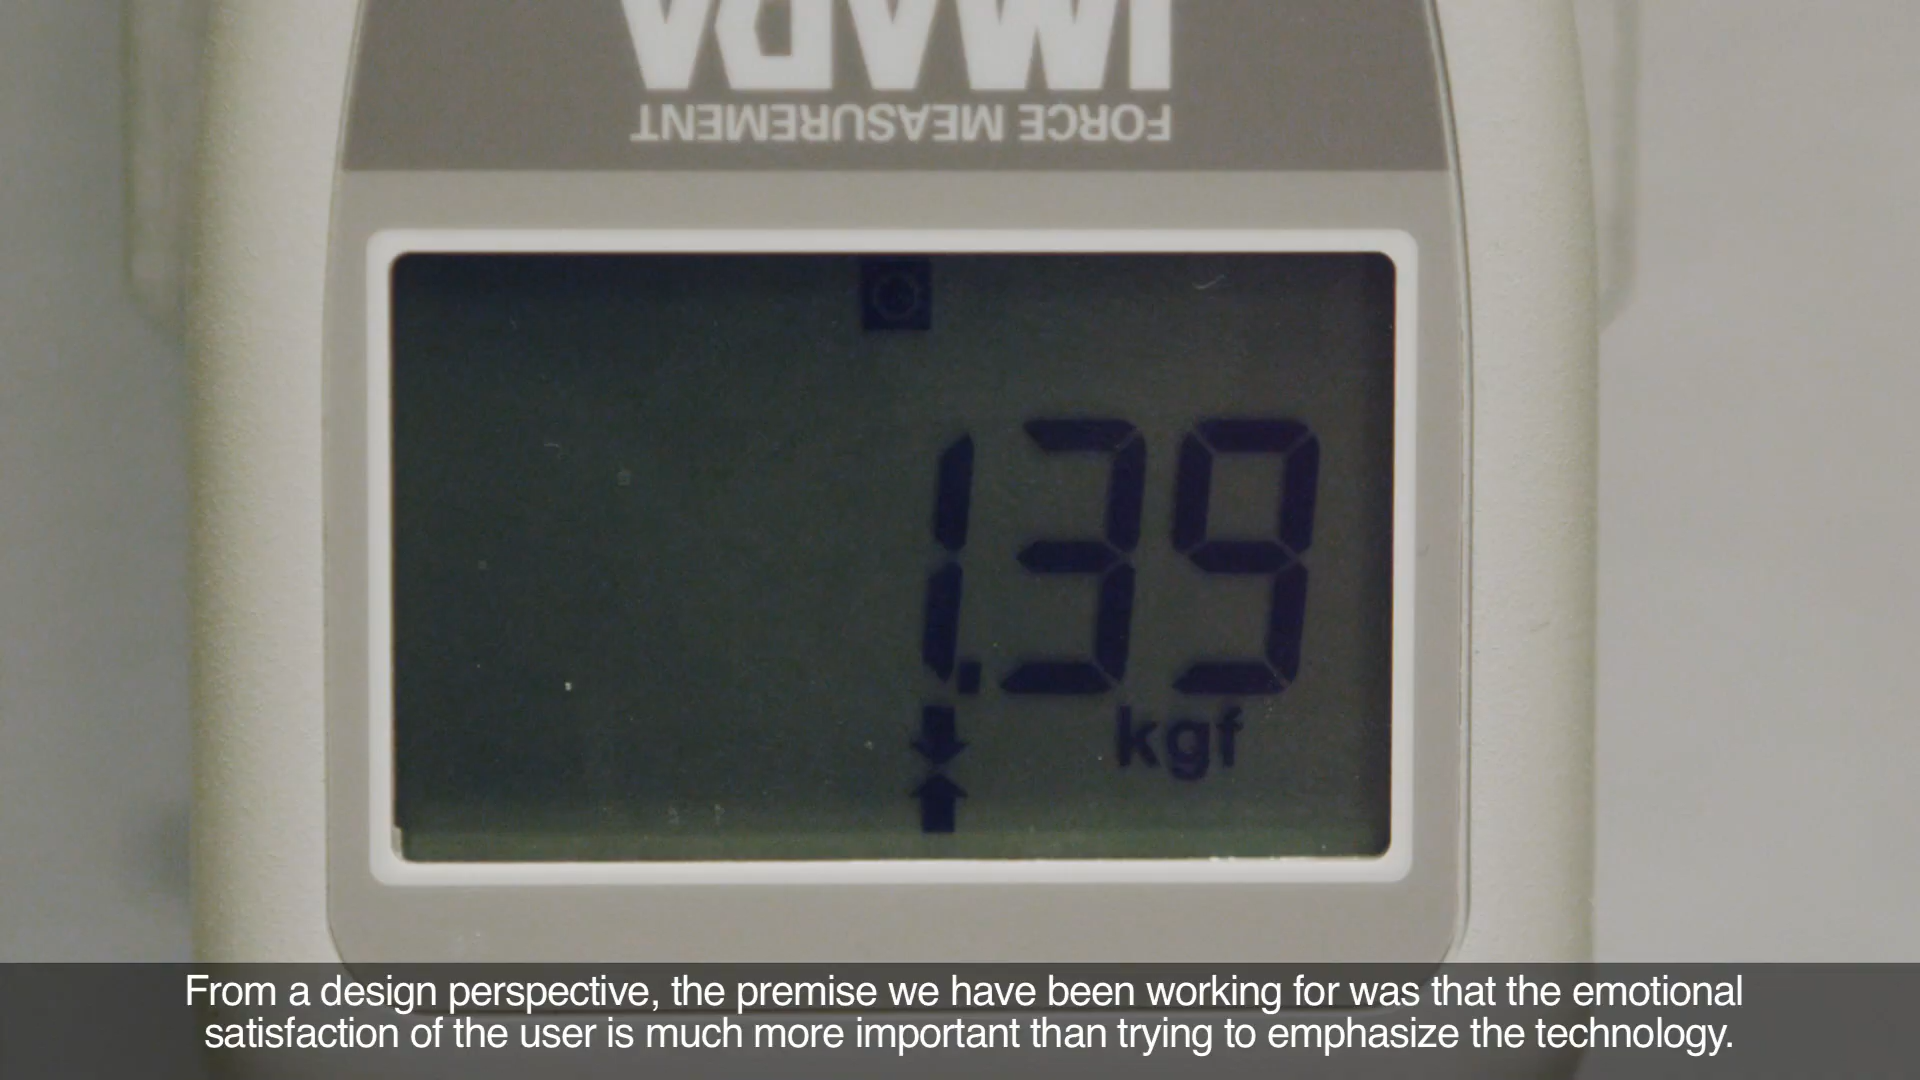 IMADA
FORCE MEASUREMENT
1.39
kgf
From a design perspective, the premise we have been working for was that the emotional
satisfaction of the user is much more important than trying to emphasize the technology.